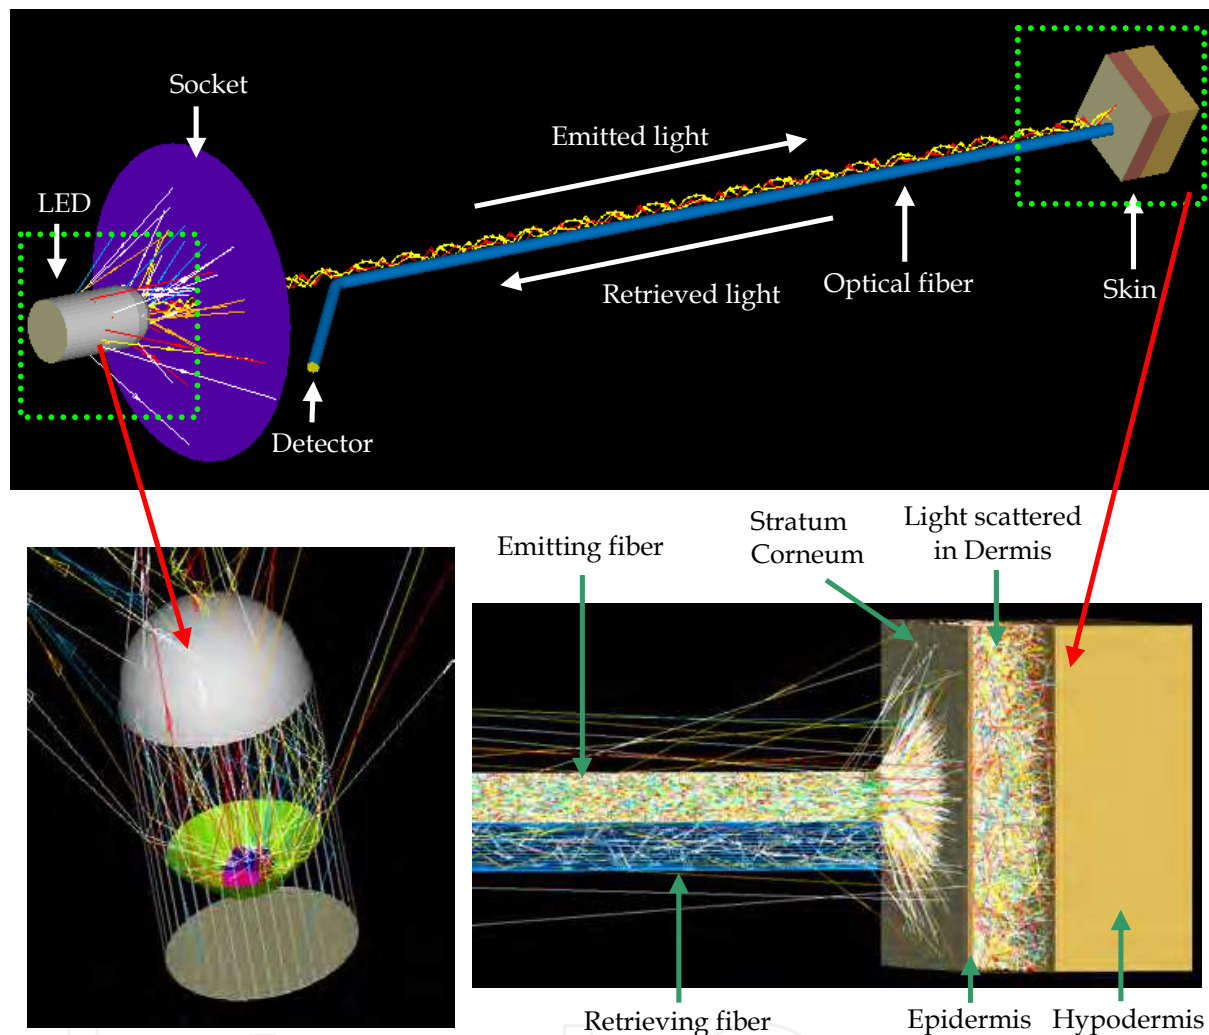 Socket
Emitted light
LED
Retrieved light
Optical fiber
Skin
Detector
Stratum
Corneum
Light scattered
in Dermis
Emitting fiber
Retrieving fiber
Epidermis
Hypodermis